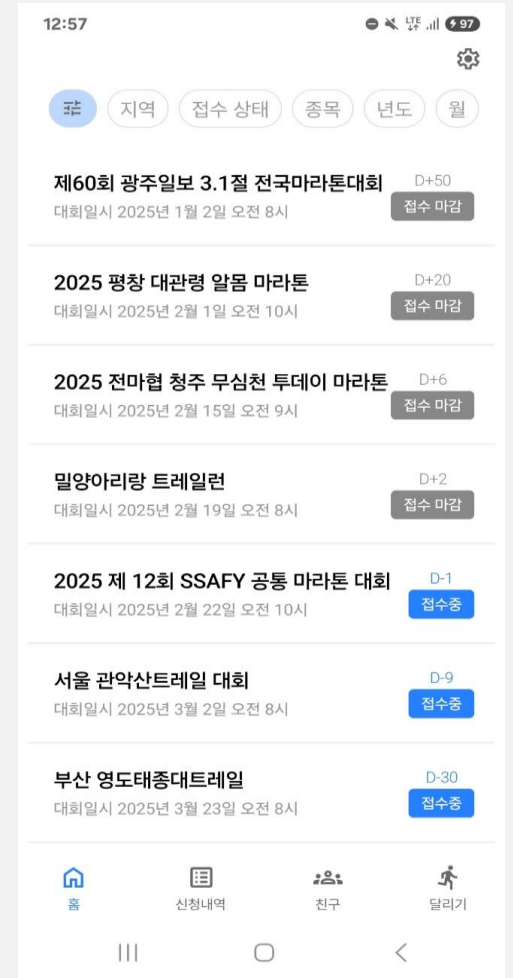 12:57
LTE 97
지역 접수 상태 종목 년도 월
제60회 광주일보 3.1절 전국마라톤대회 D+50
대회일시 2025년 1월 2일 오전 8시 접수 마감
2025 평창 대관령 알몸 마라톤 D+20
대회일시 2025년 2월 1일 오전 10시 접수 마감
2025 전마협 청주 무심천 투데이 마라톤 D+6
대회일시 2025년 2월 15일 오전 9시 접수 마감
밀양아리랑 트레일런 D+2
대회일시 2025년 2월 19일 오전 8시 접수 마감
2025 제 12회 SSAFY 공통 마라톤 대회 D-1
대회일시 2025년 2월 22일 오전 10시 접수중
서울 관악산트레일 대회 D-9
대회일시 2025년 3월 2일 오전 8시 접수중
부산 영도태종대트레일 D-30
대회일시 2025년 3월 23일 오전 8시 접수중
홈 신청내역 친구 달리기